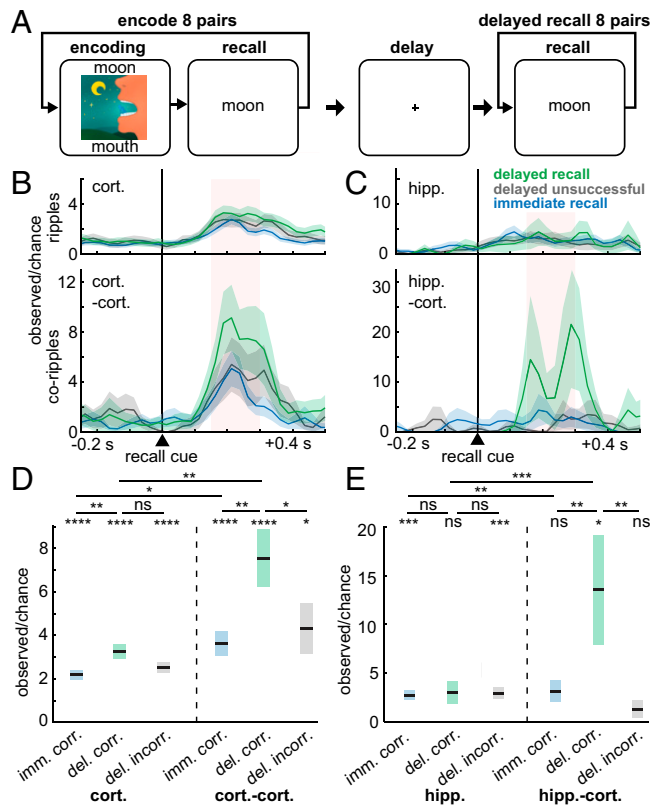 A
encode 8 pairs
delayed recall 8 pairs
encoding
recall
delay
recall
moon
mouth
moon
+
moon
B
cort.
C
hipp.
delayed recall
delayed unsuccessful
immediate recall
observed/chance
ripples
co-ripples
4
2
0
cort.
-cort.
12
8
4
0
-0.2 s
+0.4 s
recall cue
10
5
0
hipp.
-cort.
30
20
10
0
-0.2 s
+0.4 s
recall cue
D
**
*
** ns
**** **** ****
** *
**** **** *
observed/chance
8
6
4
2
0
imm. corr.
del. corr.
del. incorr.
imm. corr.
del. corr.
del. incorr.
cort.
cort.-cort.
E
***
**
ns ns
*** ns ***
** **
ns * ns
observed/chance
20
15
10
5
0
imm. corr.
del. corr.
del. incorr.
imm. corr.
del. corr.
del. incorr.
hipp.
hipp.-cort.